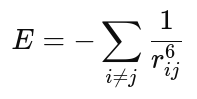 E = -\sum_{i \neq j} \frac{1}{r_{ij}^{6}}